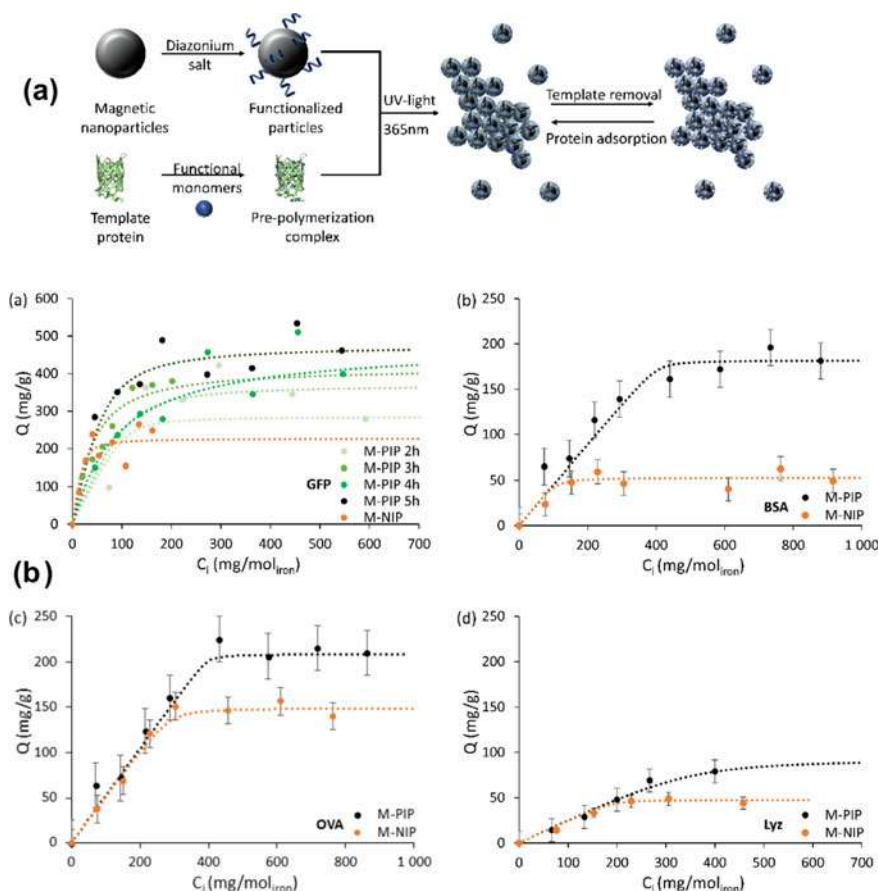 (a)
Diazonium
salt
Magnetic
nanoparticles
Functionalized
particles
Template
protein
Functional
monomers
Pre-polymerization
complex
UV-light
365nm
Template removal
Protein adsorption
(a)
Q (mg/g)
600
500
400
300
200
100
0
0 100 200 300 400 500 600 700
C_i (mg/mol_iron)
GFP
M-PIP 2h
M-PIP 3h
M-PIP 4h
M-PIP 5h
M-NIP
(b)
Q (mg/g)
250
200
150
100
50
0
0 200 400 600 800 1 000
C_i (mg/mol_iron)
BSA
M-PIP
M-NIP
(b)
(c)
Q (mg/g)
250
200
150
100
50
0
0 200 400 600 800 1 000
C_i (mg/mol_iron)
OVA
M-PIP
M-NIP
(d)
Q (mg/g)
250
200
150
100
50
0
0 100 200 300 400 500 600 700
C_i (mg/mol_iron)
Lyz
M-PIP
M-NIP